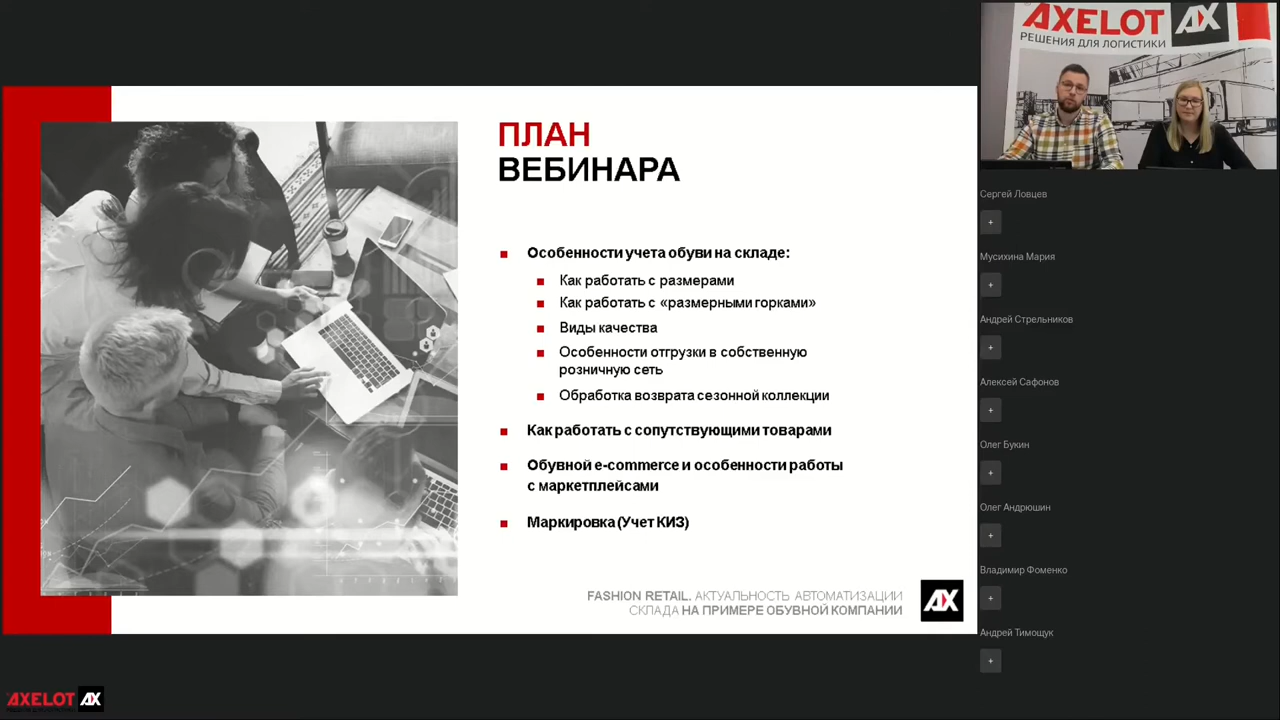 ПЛАН
ВЕБИНАРА
Особенности учета обуви на складе:
Как работать с размерами
Как работать с «размерными горками»
Виды качества
Особенности отгрузки в собственную
розничную сеть
Обработка возврата сезонной коллекции
Как работать с сопутствующими товарами
Обувной e-commerce и особенности работы
с маркетплейсами
Маркировка (Учет КИЗ)
FASHION RETAIL. АКТУАЛЬНОСТЬ АВТОМАТИЗАЦИИ
СКЛАДА НА ПРИМЕРЕ ОБУВНОЙ КОМПАНИИ
AX
AXELOT AX
РЕШЕНИЯ ДЛЯ ЛОГИСТИКИ
Сергей Ловцев
+
Мусихина Мария
+
Андрей Стрельников
+
Алексей Сафонов
+
Олег Букин
+
Олег Андрюшин
+
Владимир Фоменко
+
Андрей Тимощук
+
AXELOT AX